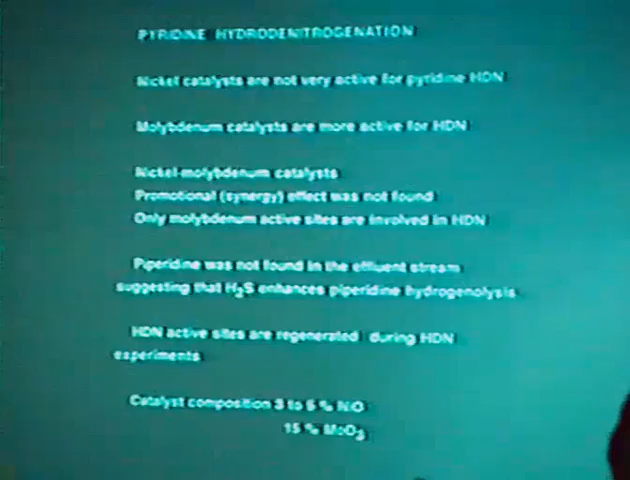 PYRIDINE HYDRODENITROGENATION
Nickel catalysts are not very active for pyridine HDN
Molybdenum catalysts are more active for HDN
Nickel-molybdenum catalysts
Promotional (synergy) effect was not found
Only molybdenum active sites are involved in HDN
Piperidine was not found in the effluent stream
suggesting that H₂S enhances piperidine hydrogenolysis
HDN active sites are regenerated during HDN
experiments
Catalyst composition 3 to 5 % NiO
15 % MoO₃